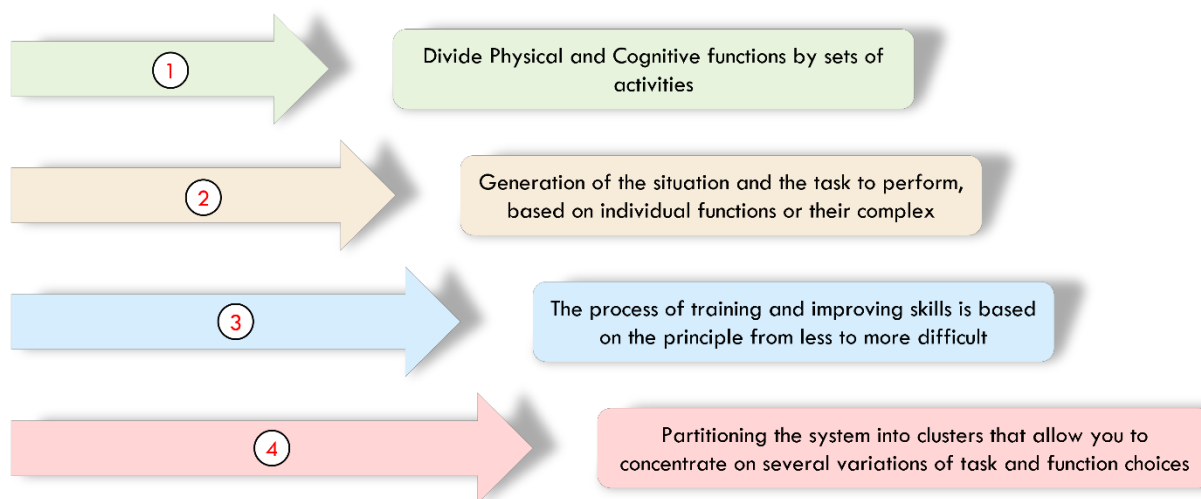 1
Divide Physical and Cognitive functions by sets of
activities
2
Generation of the situation and the task to perform,
based on individual functions or their complex
3
The process of training and improving skills is based
on the principle from less to more difficult
4
Partitioning the system into clusters that allow you to
concentrate on several variations of task and function choices